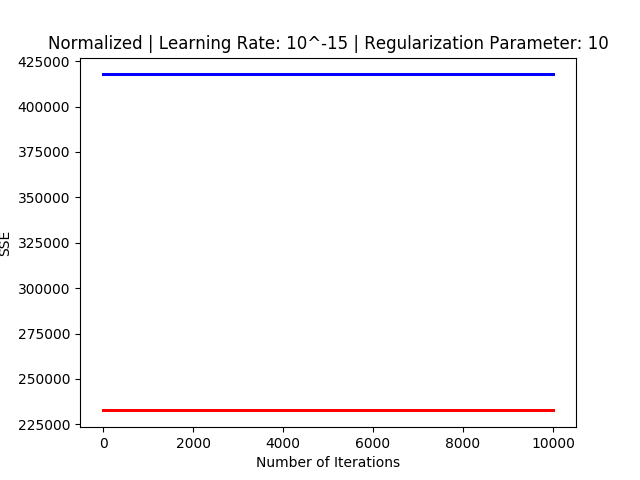 Normalized | Learning Rate: 10^-15 | Regularization Parameter: 10
425000
400000
375000
350000
325000
300000
275000
250000
225000
SSE
0 2000 4000 6000 8000 10000
Number of Iterations